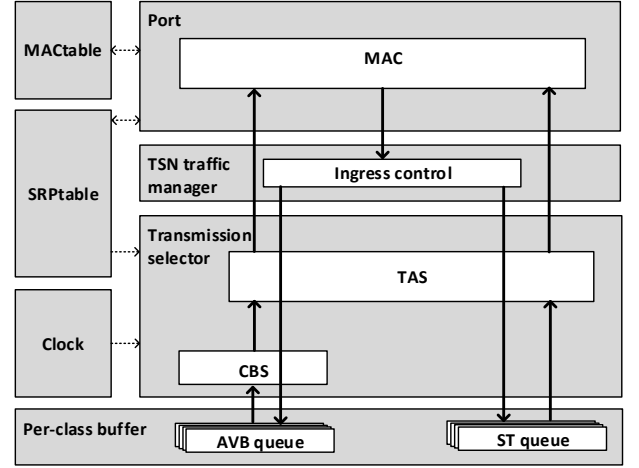 MACtable
Port
MAC
SRPtable
TSN traffic
manager
Ingress control
Transmission
selector
TAS
Clock
CBS
Per-class buffer
AVB queue
ST queue